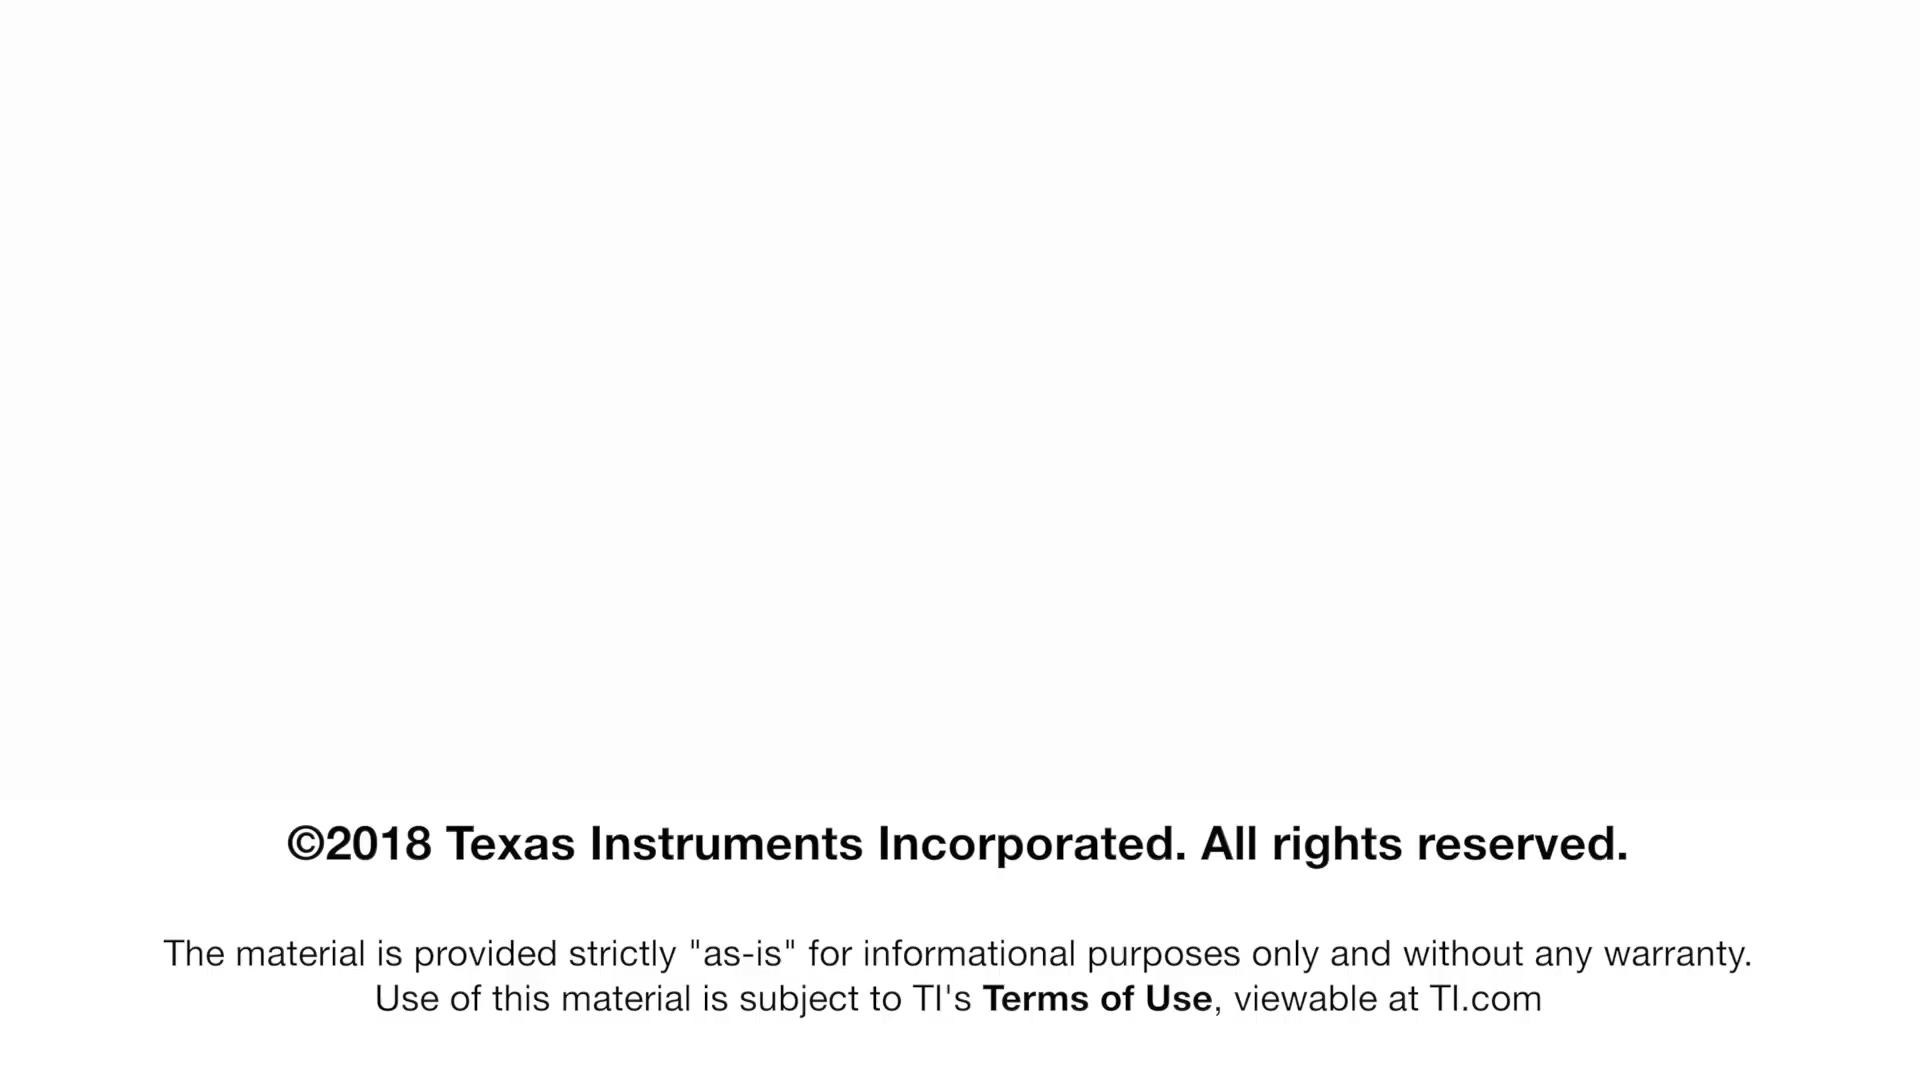 ©2018 Texas Instruments Incorporated. All rights reserved.
The material is provided strictly "as-is" for informational purposes only and without any warranty.
Use of this material is subject to TI's Terms of Use, viewable at TI.com